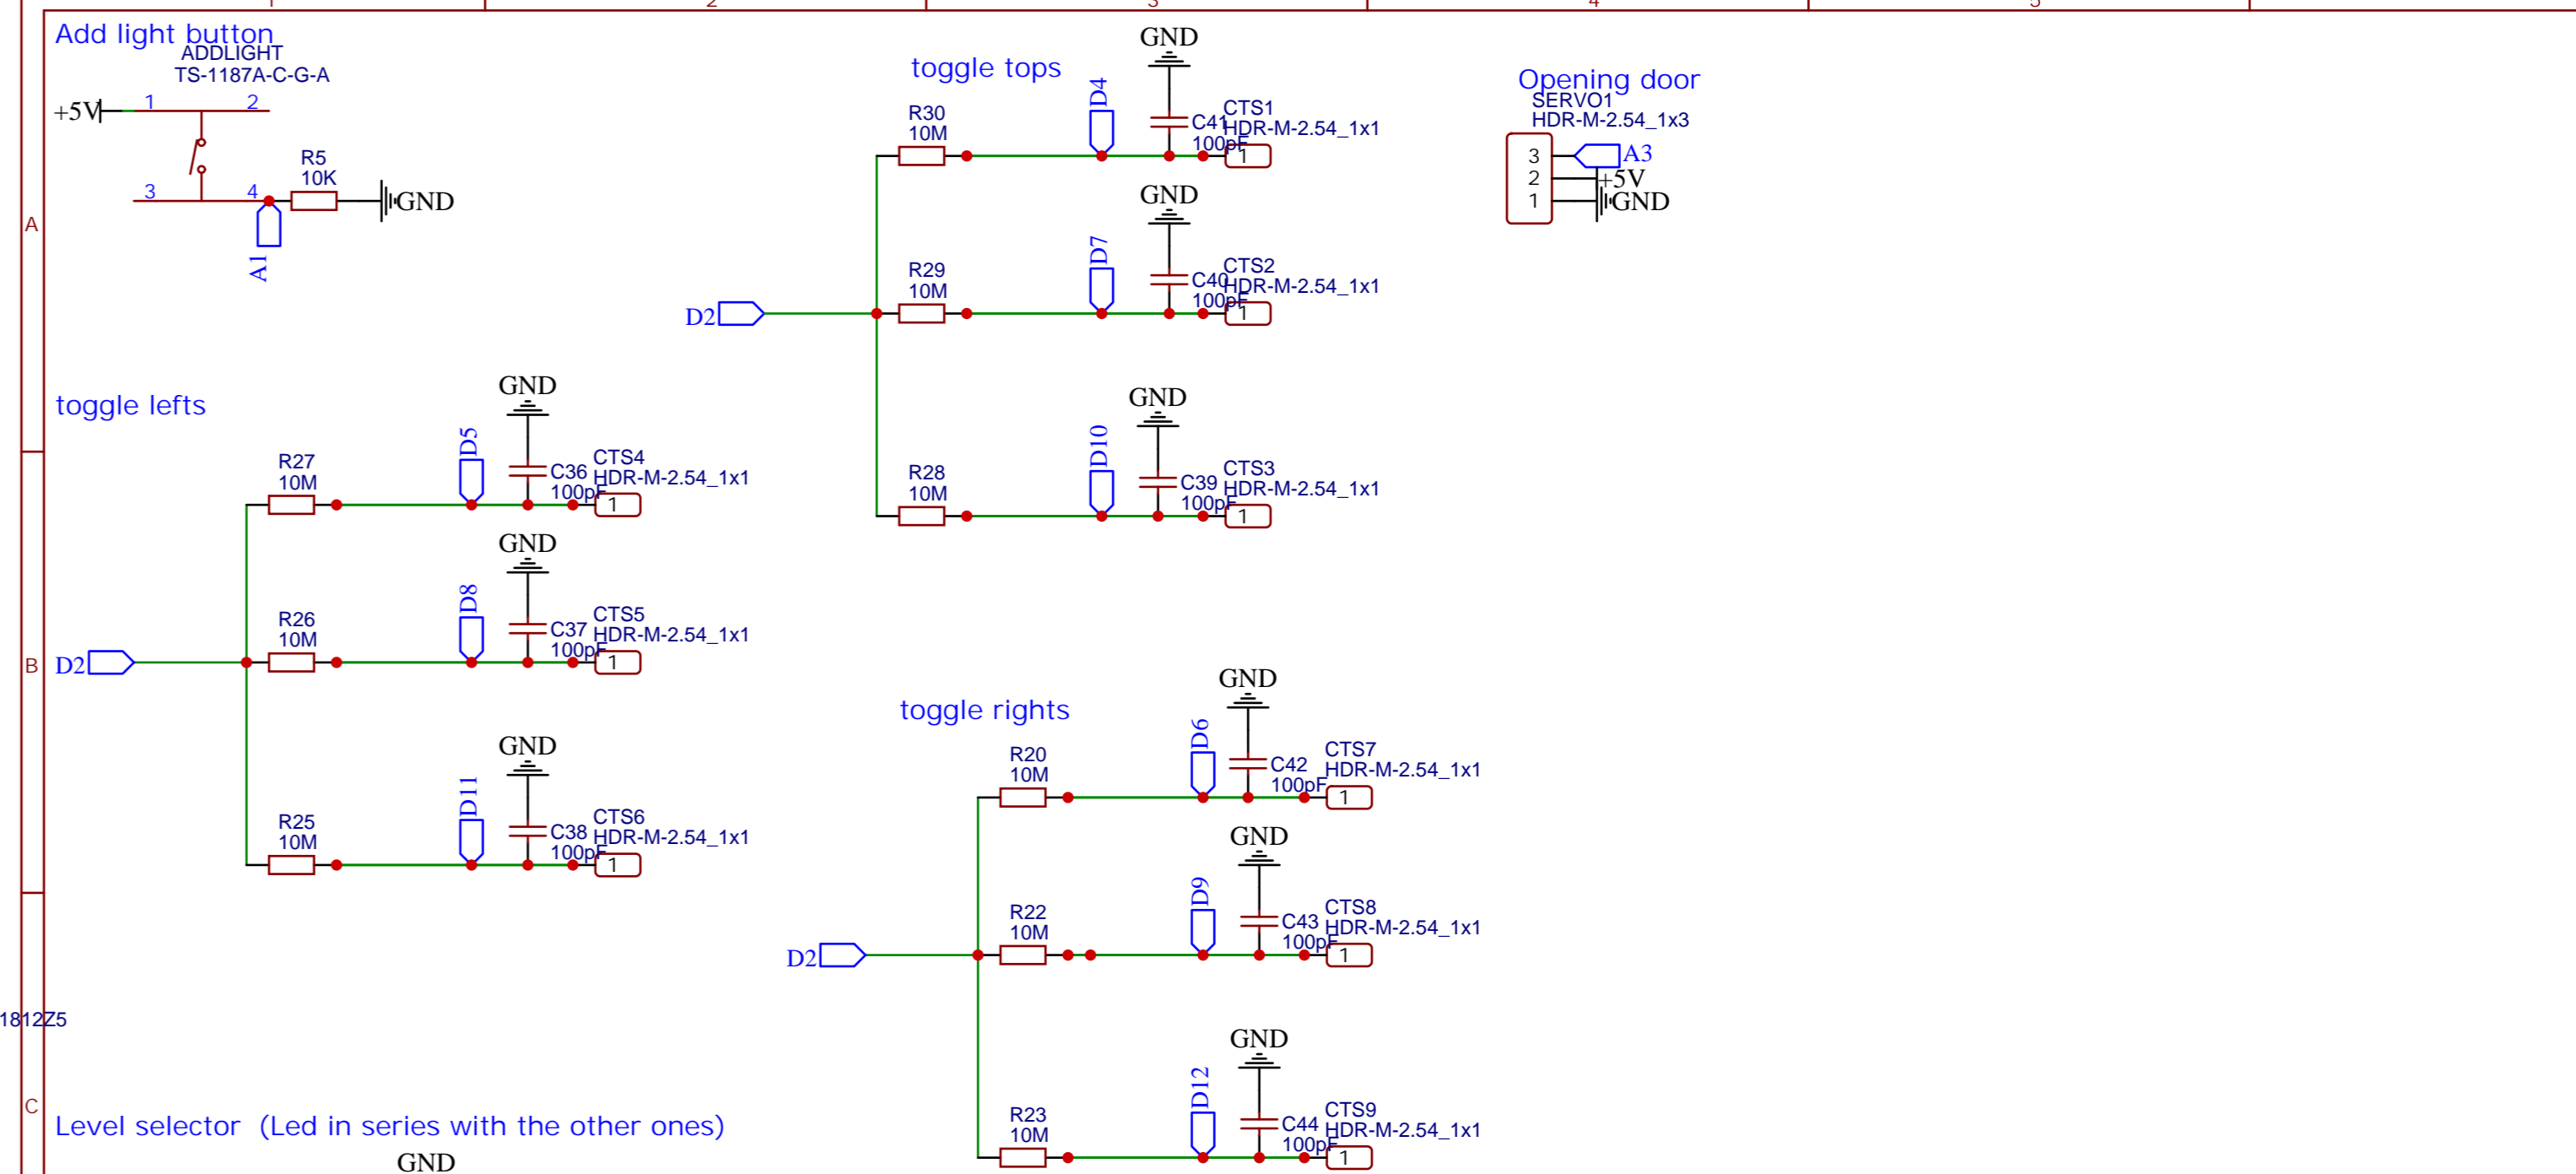 1
2
3
4
5
Add light button
ADDLIGHT
TS-1187A-C-G-A
+5V
1
2
3
4
R5
10K
GND
A1
A
toggle tops
GND
D4
R30
10M
C41
100pF
CTS1
HDR-M-2.54_1x1
1
GND
D7
R29
10M
C40
100pF
CTS2
HDR-M-2.54_1x1
1
D2
GND
D10
R28
10M
C39
100pF
CTS3
HDR-M-2.54_1x1
1
Opening door
SERVO1
HDR-M-2.54_1x3
3
A3
2
+5V
1
GND
toggle lefts
GND
D5
R27
10M
C36
100pF
CTS4
HDR-M-2.54_1x1
1
GND
D8
R26
10M
C37
100pF
CTS5
HDR-M-2.54_1x1
1
B
D2
GND
D11
R25
10M
C38
100pF
CTS6
HDR-M-2.54_1x1
1
toggle rights
GND
D6
R20
10M
C42
100pF
CTS7
HDR-M-2.54_1x1
1
GND
D9
R22
10M
C43
100pF
CTS8
HDR-M-2.54_1x1
1
D2
GND
D12
R23
10M
C44
100pF
CTS9
HDR-M-2.54_1x1
1
1812Z5
C
Level selector  (Led in series with the other ones)
GND